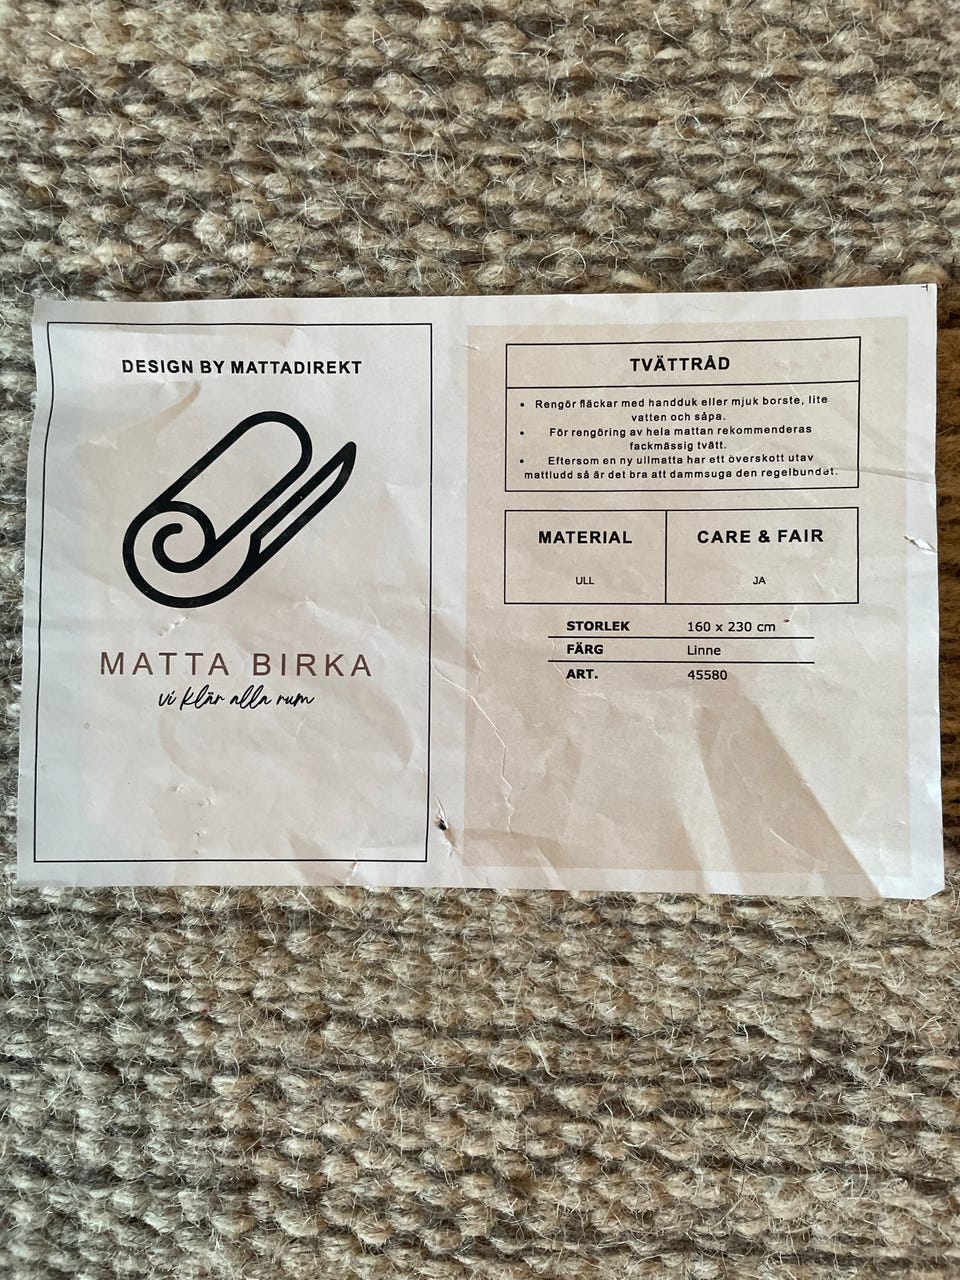 DESIGN BY MATTADIREKT
MATTA BIRKA
vi klär alla rum
TVÄTTRÅD
• Rengör fläckar med handduk eller mjuk borste, lite
vatten och såpa.
• För rengöring av hela mattan rekommenderas
fackmässig tvätt.
• Eftersom en ny ullmatta har ett överskott utav
mattludd så är det bra att dammsuga den regelbundet.
MATERIAL
ULL
CARE & FAIR
JA
STORLEK 160 x 230 cm
FÄRG Linne
ART. 45580